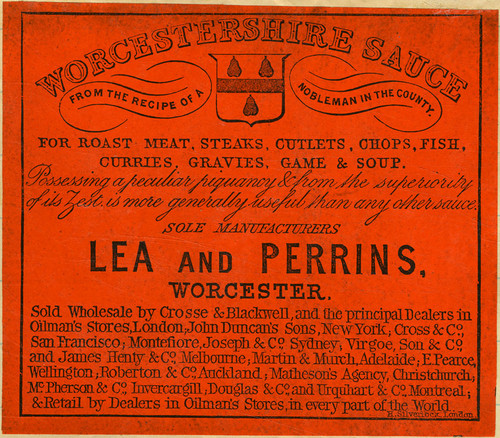 WORCESTERSHIRE SAUCE
FROM THE RECIPE OF A NOBLEMAN IN THE COUNTY.
FOR ROAST MEAT, STEAKS, CUTLETS, CHOPS, FISH,
CURRIES, GRAVIES, GAME & SOUP.
Possessing a peculiar piquancy & from the superiority
of its Zest, is more generally useful than any other sauce.
SOLE MANUFACTURERS
LEA AND PERRINS,
WORCESTER.
Sold Wholesale by Crosse & Blackwell, and the principal Dealers in
Oilman's Stores, London, John Duncan's Sons, New York; Cross & Co,
San Francisco; Montefiore, Joseph & Co. Sydney; Virgoe, Son & Co
and James Henty & Co. Melbourne; Martin & Murch, Adelaide; E. Pearce,
Wellington; Roberton & Co. Auckland; Matheson's Agency, Christchurch;
Mc.Pherson & Co. Invercargill; Douglas & Co. and Urquhart & Co. Montreal;
& Retail by Dealers in Oilman's Stores, in every part of the World.
H. Silverlock, London